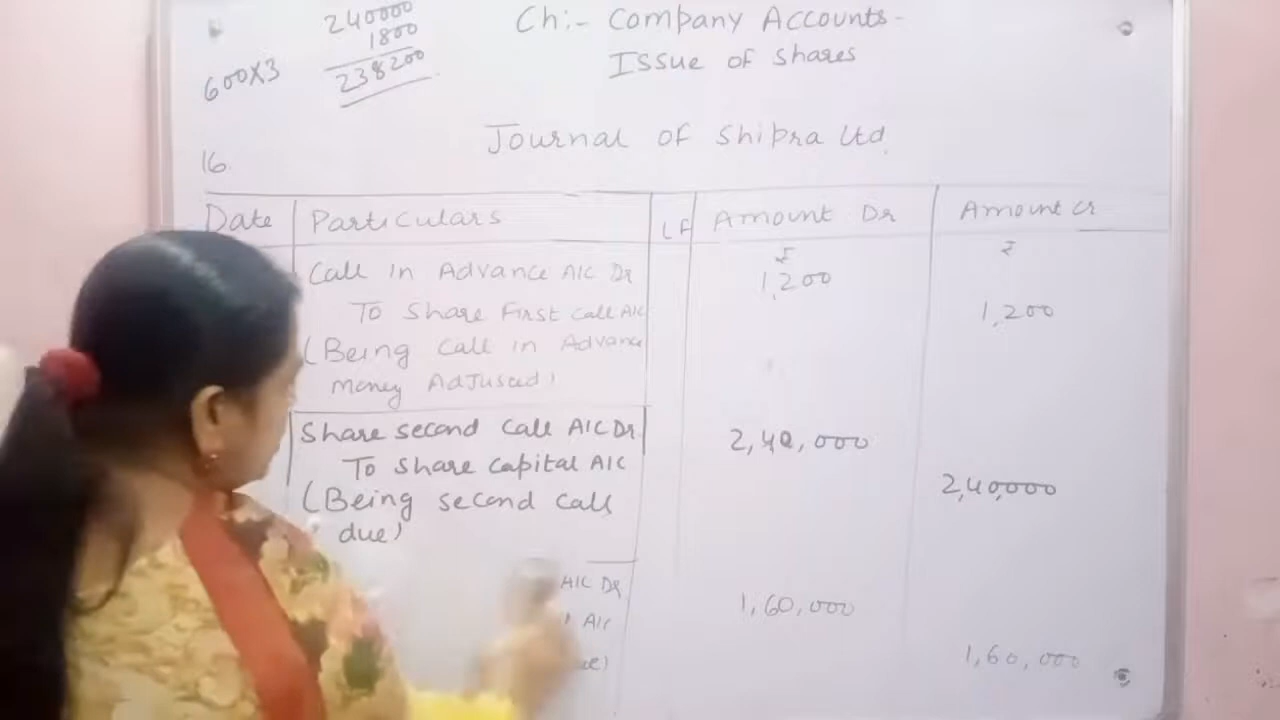 240000
1800
600X3
238200
Ch:- Company Accounts-
Issue of shares
Journal of Shipra Ltd.
16.
Date Particulars LF Amount Dr Amount Cr
₹ ₹
Call in Advance A/C Dr 1,200
To Share First Call A/C 1,200
(Being Call in Advance
Money Adjusted)
Share second Call A/C Dr 2,40,000
To Share Capital A/C
2,40,000
(Being second Call
due)
A/C Dr 1,60,000
A/C
1,60,000